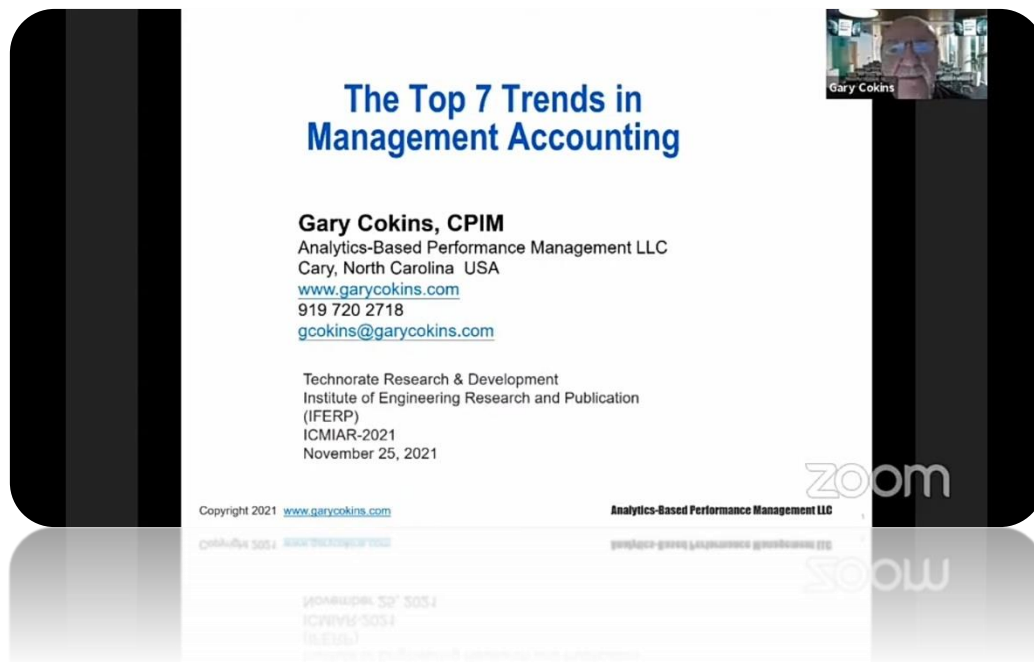 The Top 7 Trends in
Management Accounting
Gary Cokins
Gary Cokins, CPIM
Analytics-Based Performance Management LLC
Cary, North Carolina  USA
www.garycokins.com
919 720 2718
gcokins@garycokins.com
Technorate Research & Development
Institute of Engineering Research and Publication
(IFERP)
ICMIAR-2021
November 25, 2021
zoom
Copyright 2021 www.garycokins.com
Analytics-Based Performance Management LLC
1